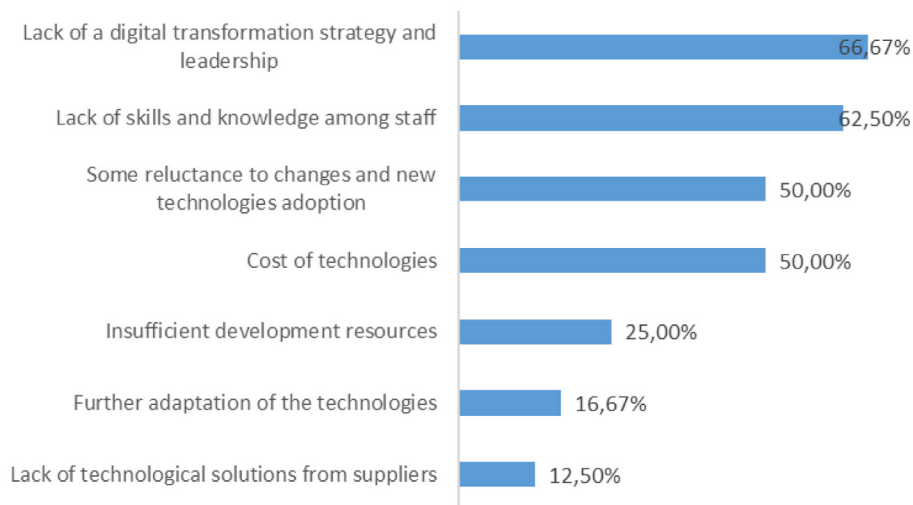 Lack of a digital transformation strategy and
leadership
66,67%
Lack of skills and knowledge among staff
62,50%
Some reluctance to changes and new
technologies adoption
50,00%
Cost of technologies
50,00%
Insufficient development resources
25,00%
Further adaptation of the technologies
16,67%
Lack of technological solutions from suppliers
12,50%